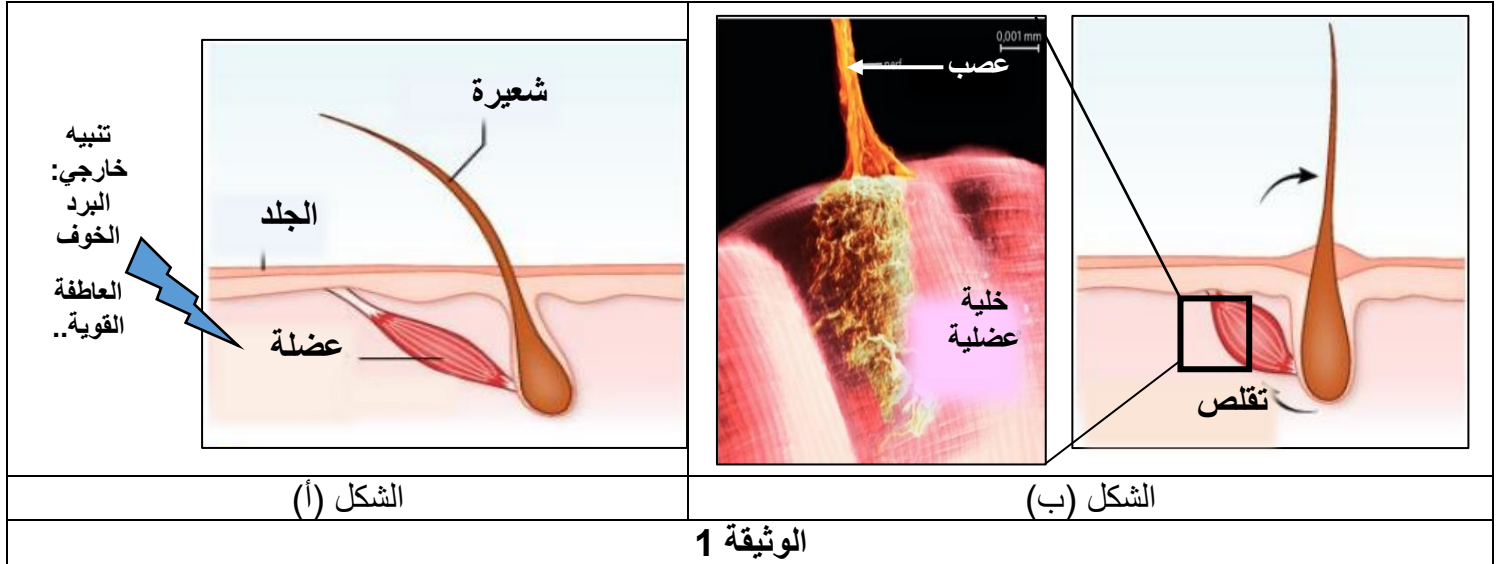 تنبيه
خارجي:
البرد
الخوف
العاطفة
القوية..
شعيرة
الجلد
عضلة
0,001 mm
عصب
nerf
خلية
عضلية
تقلص
الشكل (أ)
الشكل (ب)
الوثيقة 1